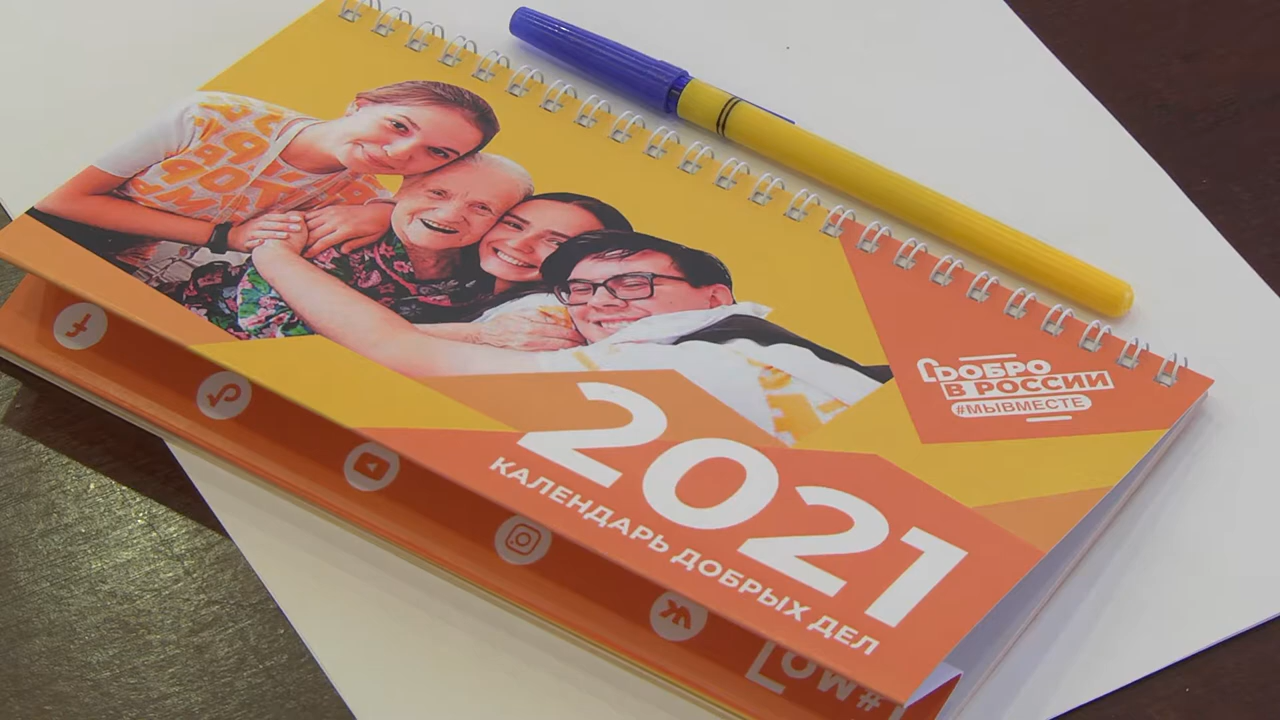 ДОБРО
В РОССИИ
#МЫВМЕСТЕ
2021
КАЛЕНДАРЬ ДОБРЫХ ДЕЛ